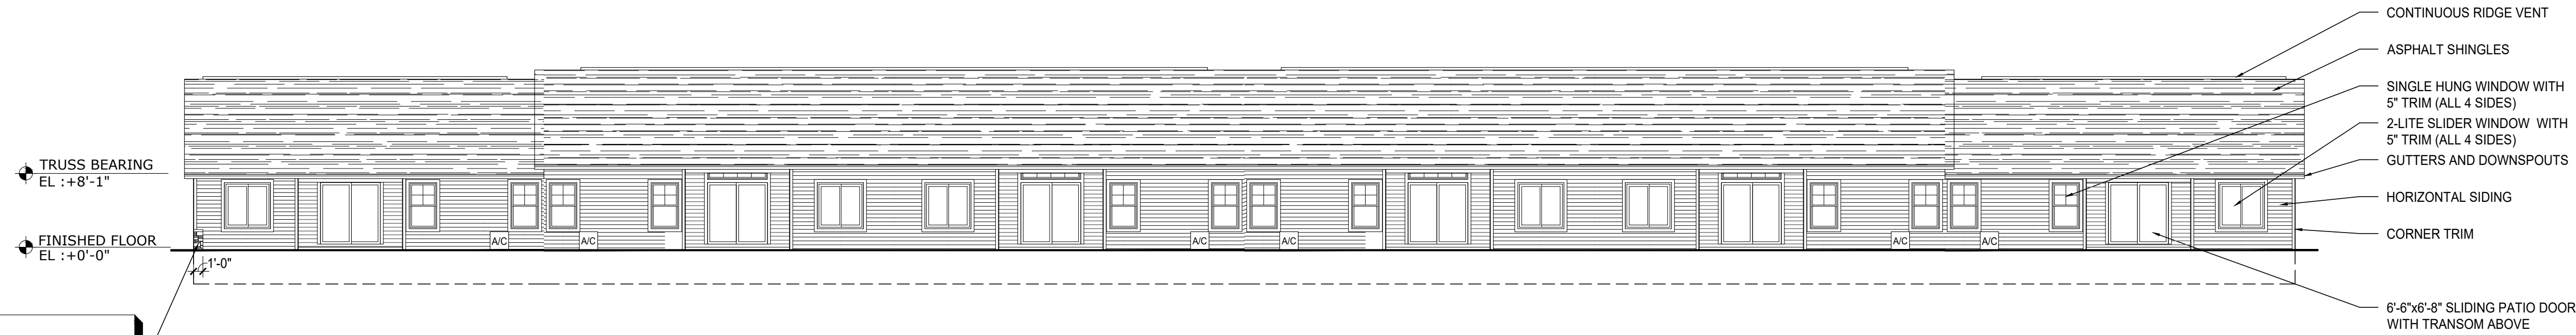 CONTINUOUS RIDGE VENT
ASPHALT SHINGLES
SINGLE HUNG WINDOW WITH
5" TRIM (ALL 4 SIDES)
2-LITE SLIDER WINDOW WITH
5" TRIM (ALL 4 SIDES)
GUTTERS AND DOWNSPOUTS
HORIZONTAL SIDING
CORNER TRIM
6'-6"x6'-8" SLIDING PATIO DOOR
WITH TRANSOM ABOVE
TRUSS BEARING
EL :+8'-1"
FINISHED FLOOR
EL :+0'-0"
1'-0"
A/C
A/C
A/C
A/C
A/C
A/C